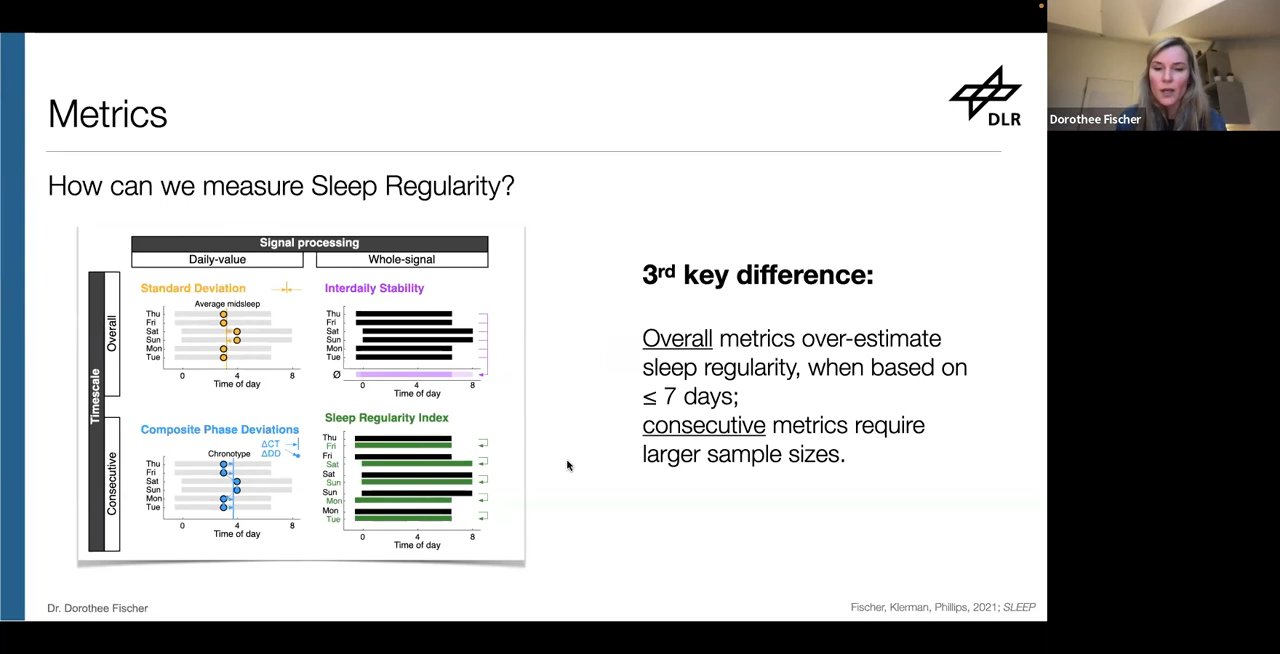 Metrics
DLR
Dorothee Fischer
How can we measure Sleep Regularity?
Signal processing
Daily-value
Whole-signal
Timescale
Overall
Consecutive
Standard Deviation
Average midsleep
Thu
Fri
Sat
Sun
Mon
Tue
0 4 8
Time of day
Interdaily Stability
Thu
Fri
Sat
Sun
Mon
Tue
Ø
0 4 8
Time of day
Composite Phase Deviations
ΔCT
ΔDD
Chronotype
Thu
Fri
Sat
Sun
Mon
Tue
0 4 8
Time of day
Sleep Regularity Index
Thu
Fri
Fri
Sat
Sat
Sun
Sun
Mon
Mon
Tue
0 4 8
Time of day
3rd key difference:
Overall metrics over-estimate
sleep regularity, when based on
≤ 7 days;
consecutive metrics require
larger sample sizes.
Dr. Dorothee Fischer
Fischer, Klerman, Phillips, 2021; SLEEP